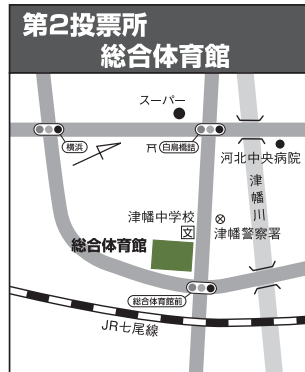 第2投票所
総合体育館
スーパー
横浜
白鳥橋詰
河北中央病院
津幡川
津幡中学校
文
津幡警察署
総合体育館
総合体育館前
JR七尾線